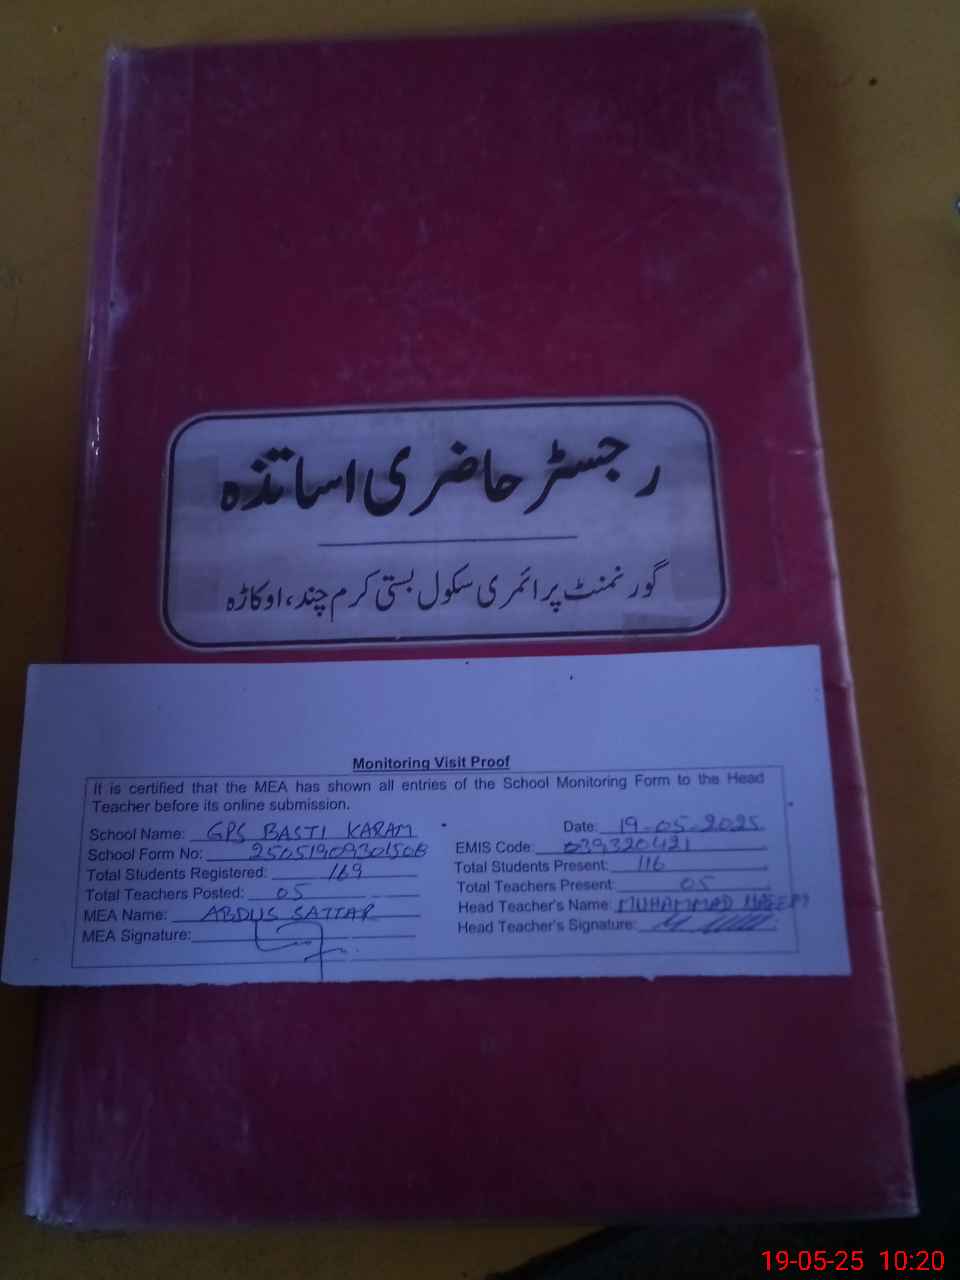 رجسٹر حاضری اساتذہ
گورنمنٹ پرائمری سکول بستی کرم چند، اوکاڑہ
Monitoring Visit Proof
It is certified that the MEA has shown all entries of the School Monitoring Form to the Head
Teacher before its online submission.
School Name: GPS BASTI KARAM Date: 19-05-2025
School Form No: 25051909301508 EMIS Code: 039320421
Total Students Registered: 169 Total Students Present: 116
Total Teachers Posted: 05 Total Teachers Present: 05
MEA Name: ABDUS SATTAR Head Teacher's Name: MUHAMMAD
MEA Signature: Head Teacher's Signature:
19-05-25 10:20